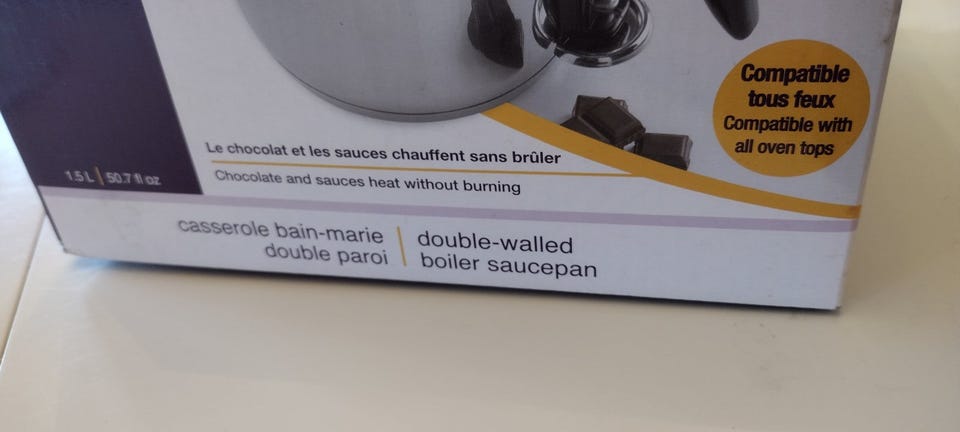 Compatible
tous feux
Compatible with
all oven tops
Le chocolat et les sauces chauffent sans brûler
Chocolate and sauces heat without burning
1.5 L | 50.7 fl oz
casserole bain-marie
double paroi
double-walled
boiler saucepan